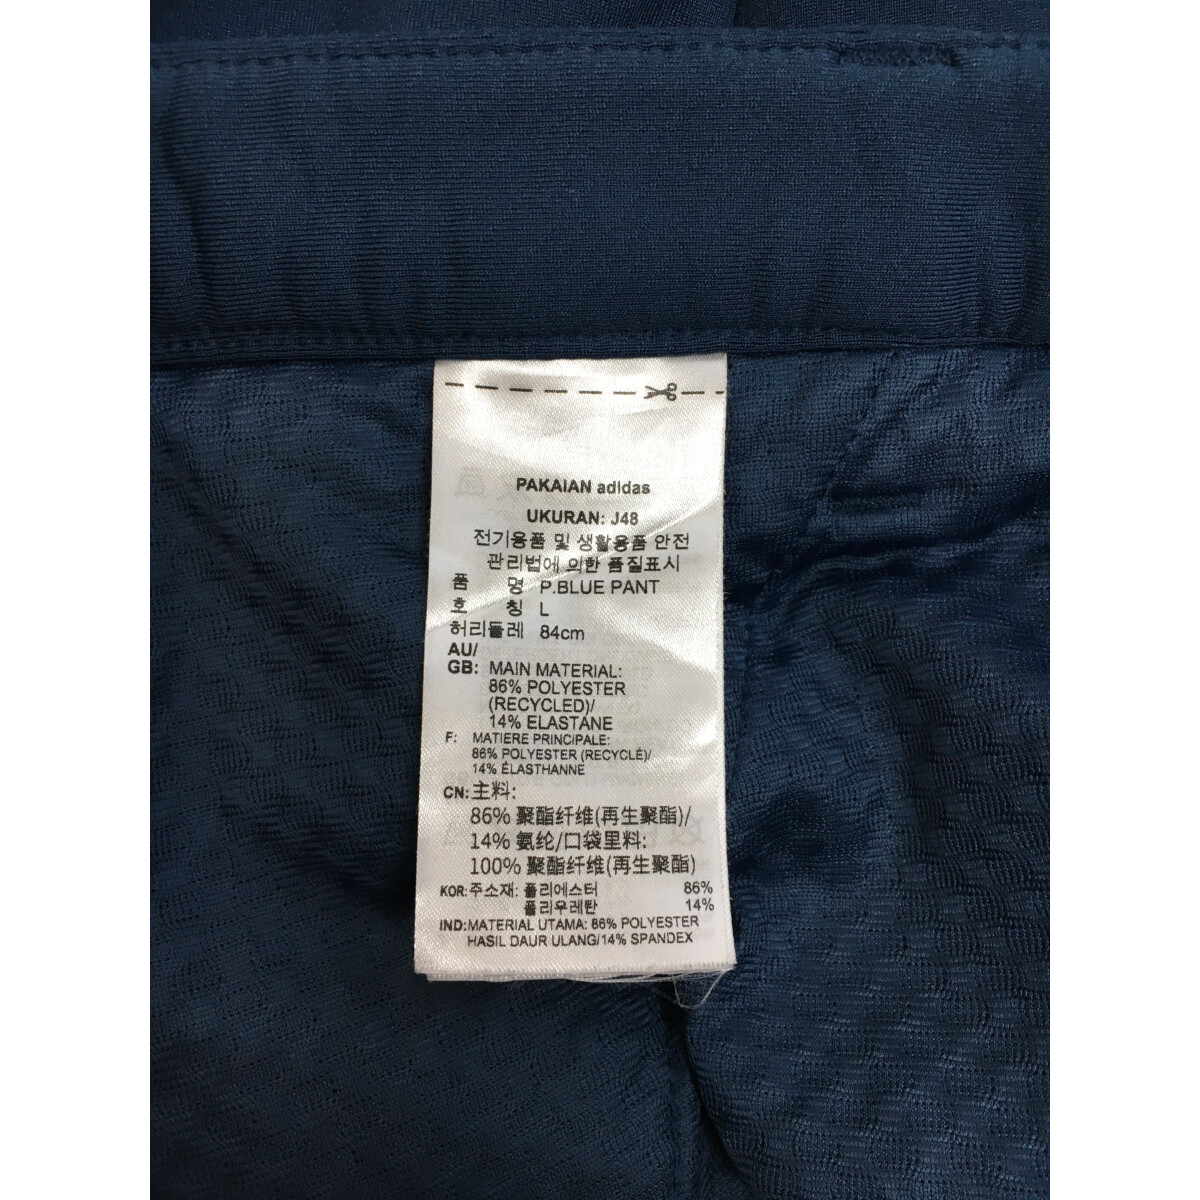 PAKAIAN adidas
UKURAN: J48
전기용품 및 생활용품 안전
관리법에 의한 품질표시
품 명 P.BLUE PANT
호 칭 L
허리둘레 84cm
AU/
GB: MAIN MATERIAL:
86% POLYESTER
(RECYCLED)/
14% ELASTANE
F: MATIERE PRINCIPALE:
86% POLYESTER (RECYCLÉ)/
14% ÉLASTHANNE
CN:主料:
86% 聚酯纤维(再生聚酯)/
14% 氨纶/口袋里料:
100% 聚酯纤维(再生聚酯)
KOR:주소재: 폴리에스터 86%
폴리우레탄 14%
IND:MATERIAL UTAMA: 86% POLYESTER
HASIL DAUR ULANG/14% SPANDEX